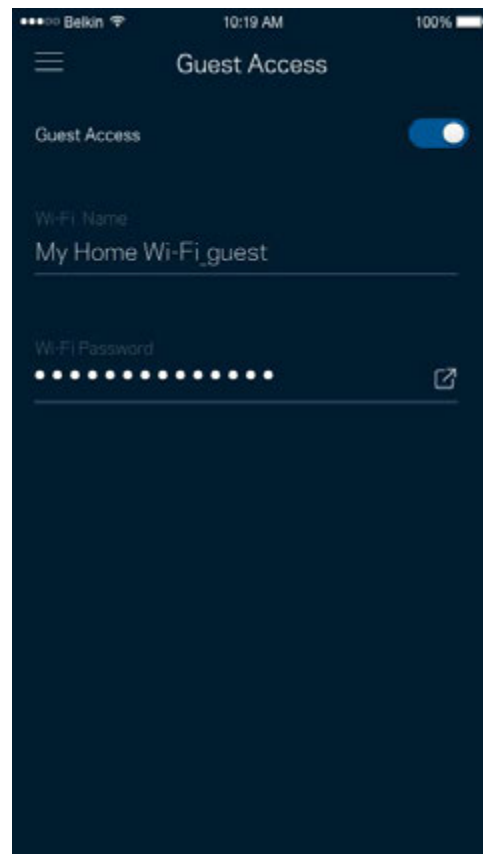 Belkin 10:19 AM 100%
Guest Access
Guest Access
Wi-Fi Name
My Home Wi-Fi_guest
Wi-Fi Password
••••••••••••••